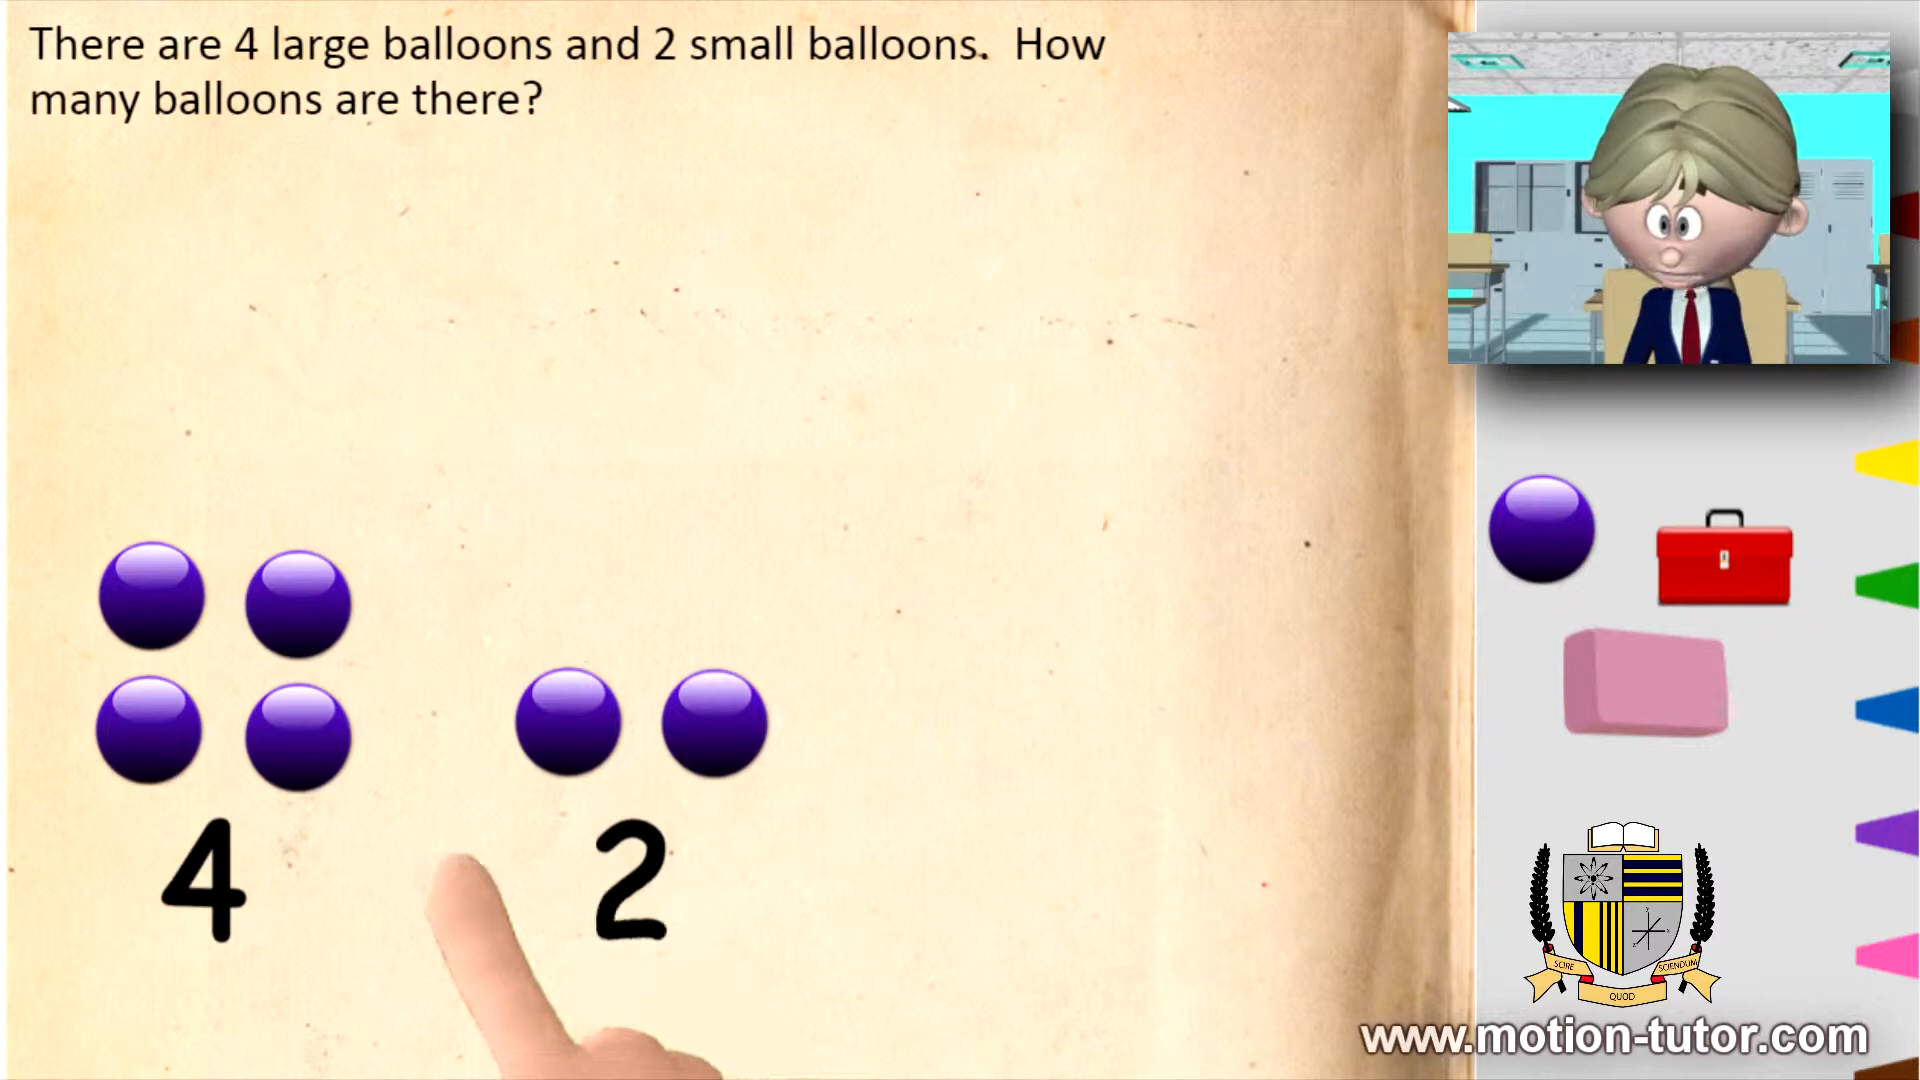 There are 4 large balloons and 2 small balloons.  How
many balloons are there?
4 2
SCIRE SCIENDUM
QUOD
www.motion-tutor.com